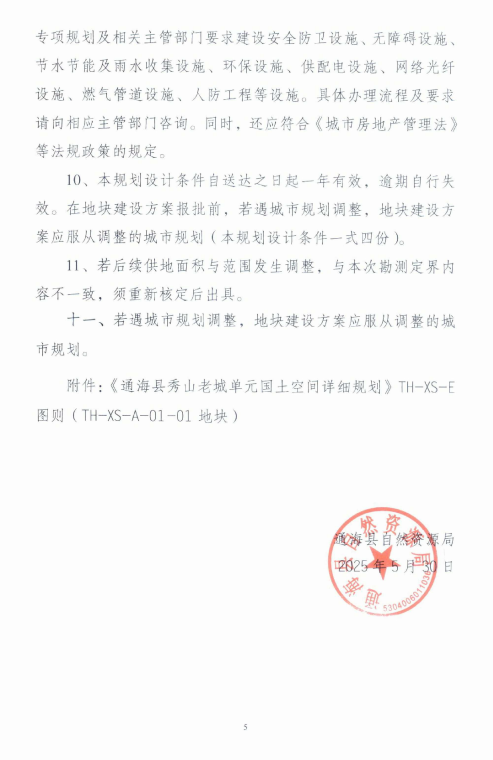 专项规划及相关主管部门要求建设安全防卫设施、无障碍设施、
节水节能及雨水收集设施、环保设施、供配电设施、网络光纤
设施、燃气管道设施、人防工程等设施。具体办理流程及要求
请向相应主管部门咨询。同时，还应符合《城市房地产管理法》
等法规政策的规定。
10、本规划设计条件自送达之日起一年有效，逾期自行失
效。在地块建设方案报批前，若遇城市规划调整，地块建设方
案应服从调整的城市规划（本规划设计条件一式四份）。
11、若后续供地面积与范围发生调整，与本次勘测定界内
容不一致，须重新核定后出具。
十一、若遇城市规划调整，地块建设方案应服从调整的城
市规划。
附件：《通海县秀山老城单元国土空间详细规划》TH-XS-E
图则（TH-XS-A-01-01 地块）
通海县自然资源局
2025 年 5 月 30 日
通海县自然资源局
5304006011036
5